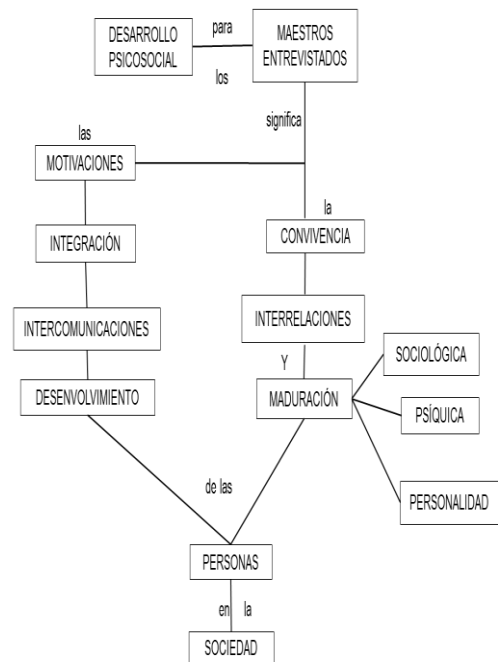 DESARROLLO
PSICOSOCIAL
para
los
MAESTROS
ENTREVISTADOS
significa
las
MOTIVACIONES
la
CONVIVENCIA
INTEGRACIÓN
INTERCOMUNICACIONES
INTERRELACIONES
Y
DESENVOLVIMIENTO
MADURACIÓN
SOCIOLÓGICA
PSÍQUICA
PERSONALIDAD
de las
PERSONAS
en la
SOCIEDAD